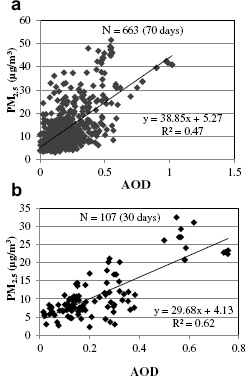 a
N = 663 (70 days)
60
50
40
30
20
10
0
PM2.5 (µg/m³)
y = 38.85x + 5.27
R² = 0.47
0
0.5
1
1.5
AOD
b
N = 107 (30 days)
35
30
25
20
15
10
5
0
PM2.5 (µg/m³)
y = 29.68x + 4.13
R² = 0.62
0
0.2
0.4
0.6
0.8
AOD